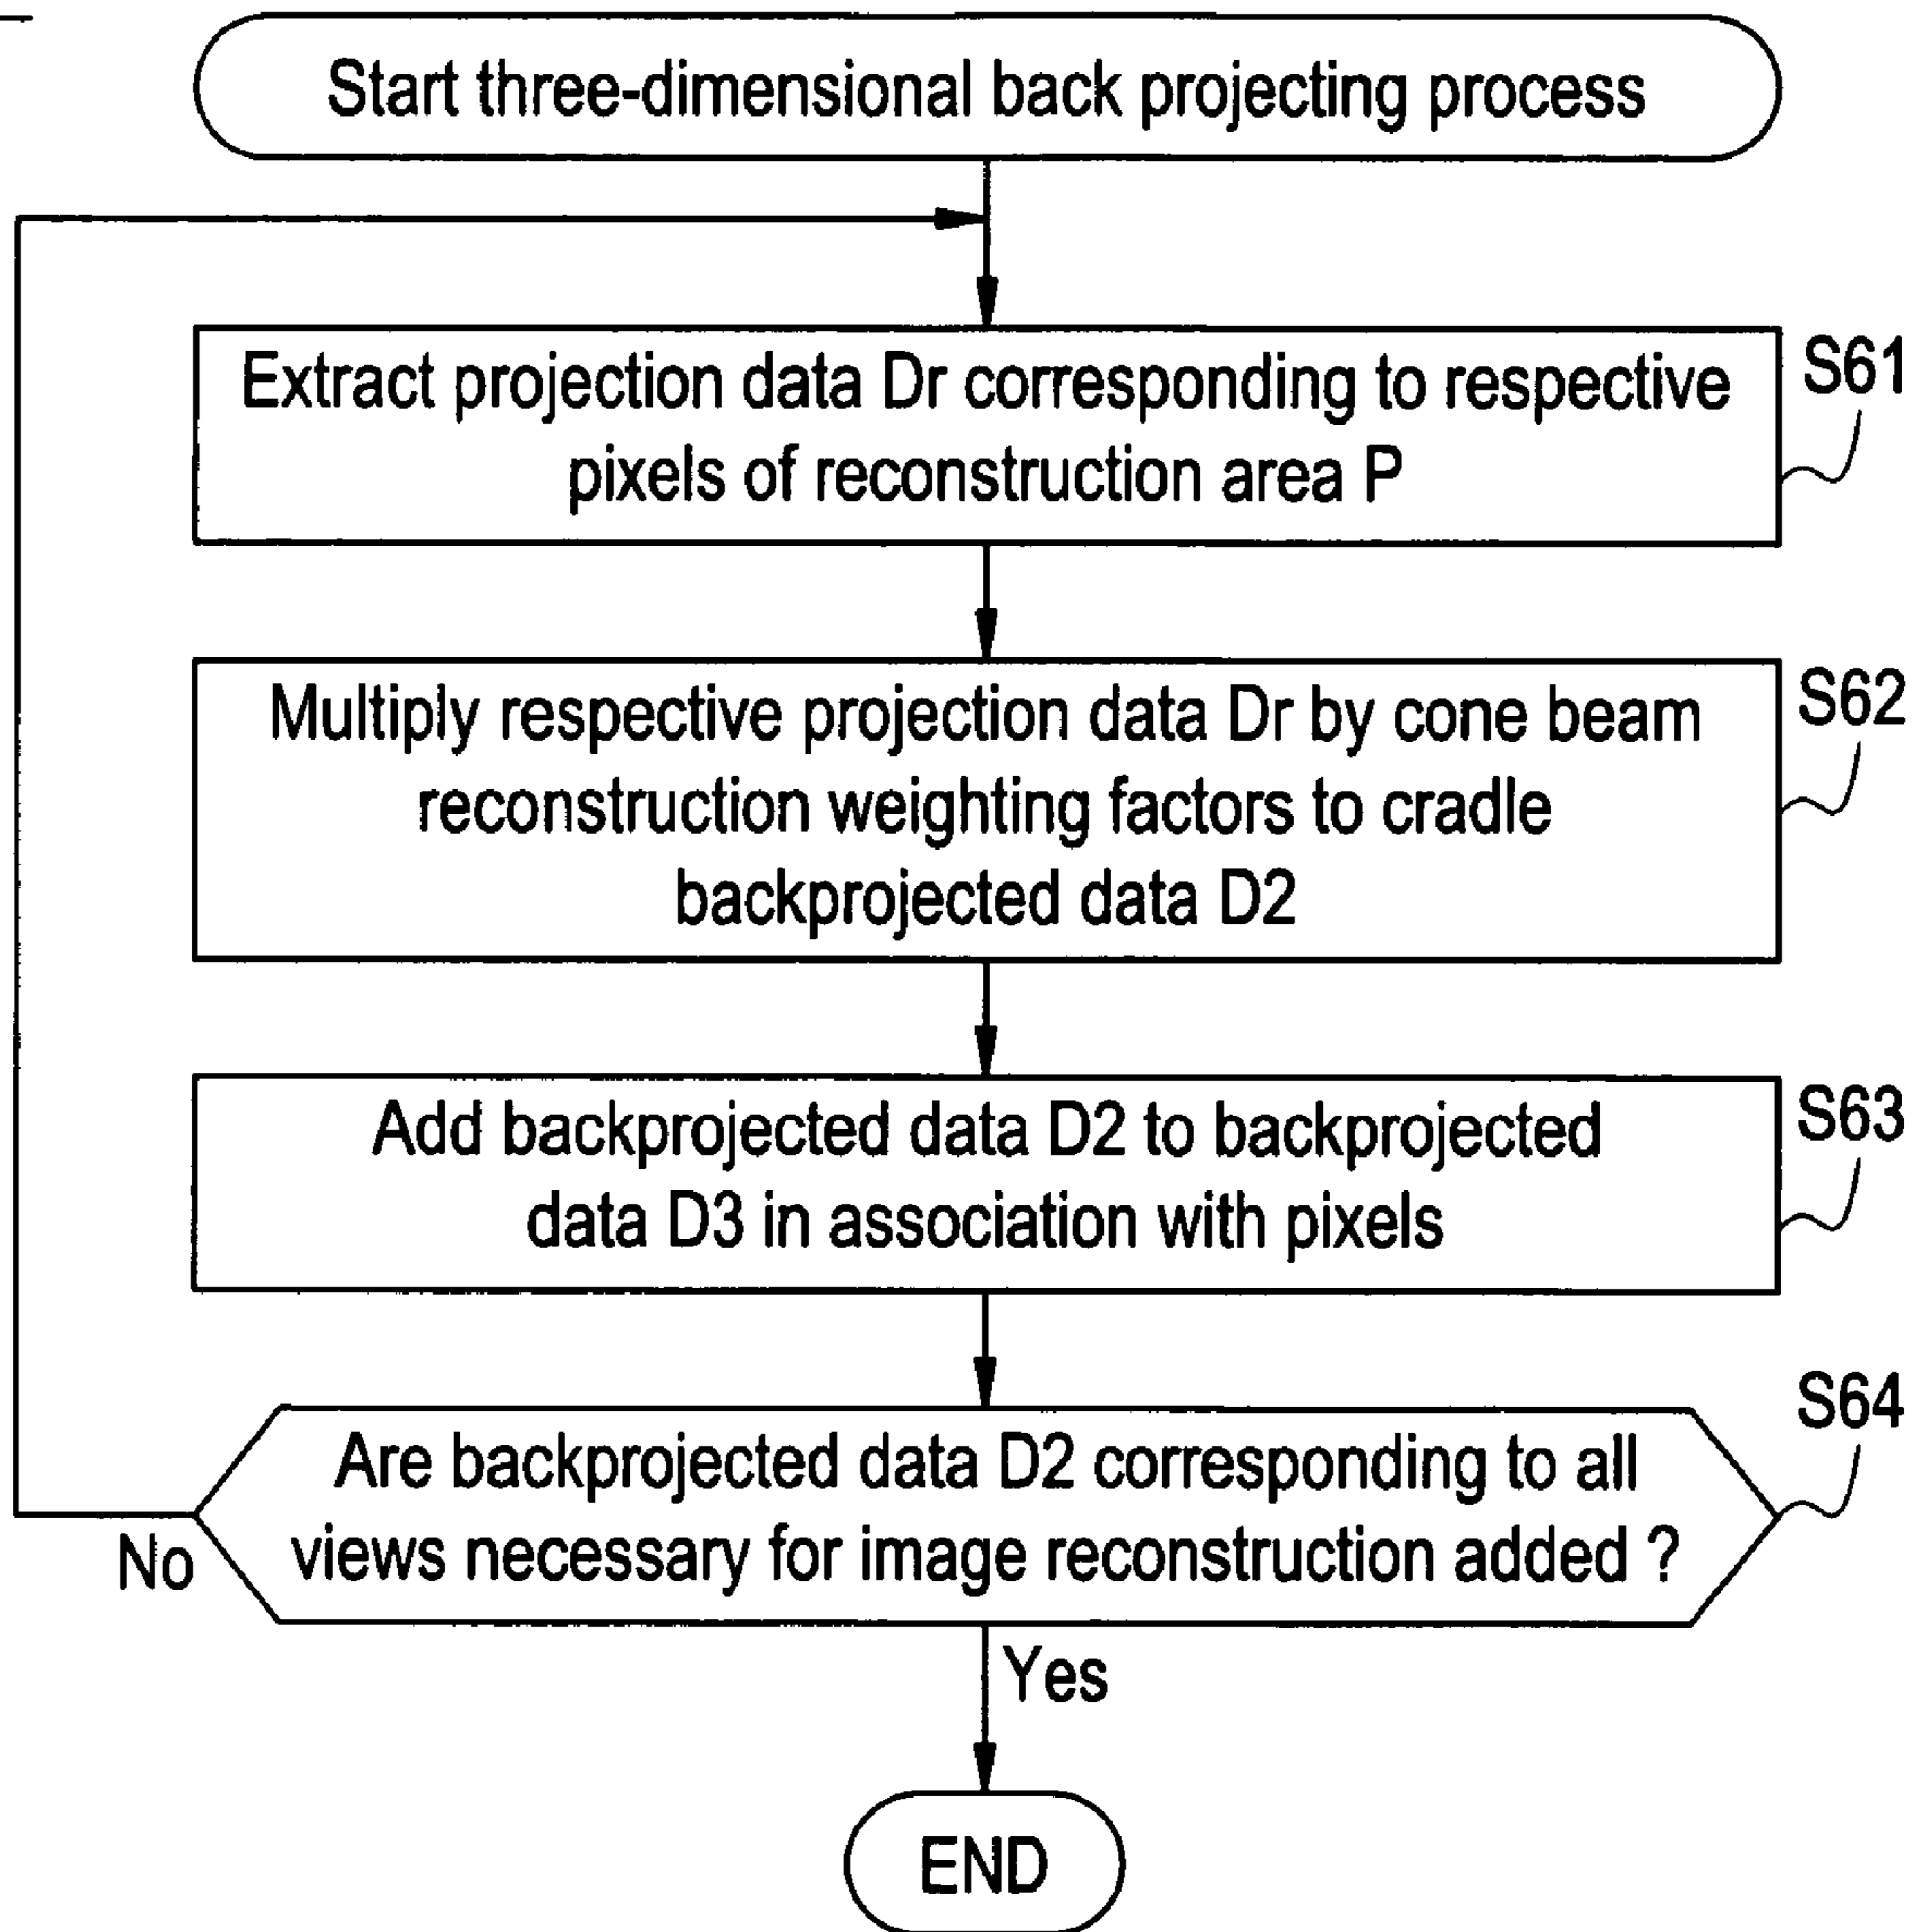 Start three-dimensional back projecting process
Extract projection data Dr corresponding to respective
pixels of reconstruction area P
S61
Multiply respective projection data Dr by cone beam
reconstruction weighting factors to cradle
backprojected data D2
S62
Add backprojected data D2 to backprojected
data D3 in association with pixels
S63
Are backprojected data D2 corresponding to all
views necessary for image reconstruction added ?
S64
No
Yes
END